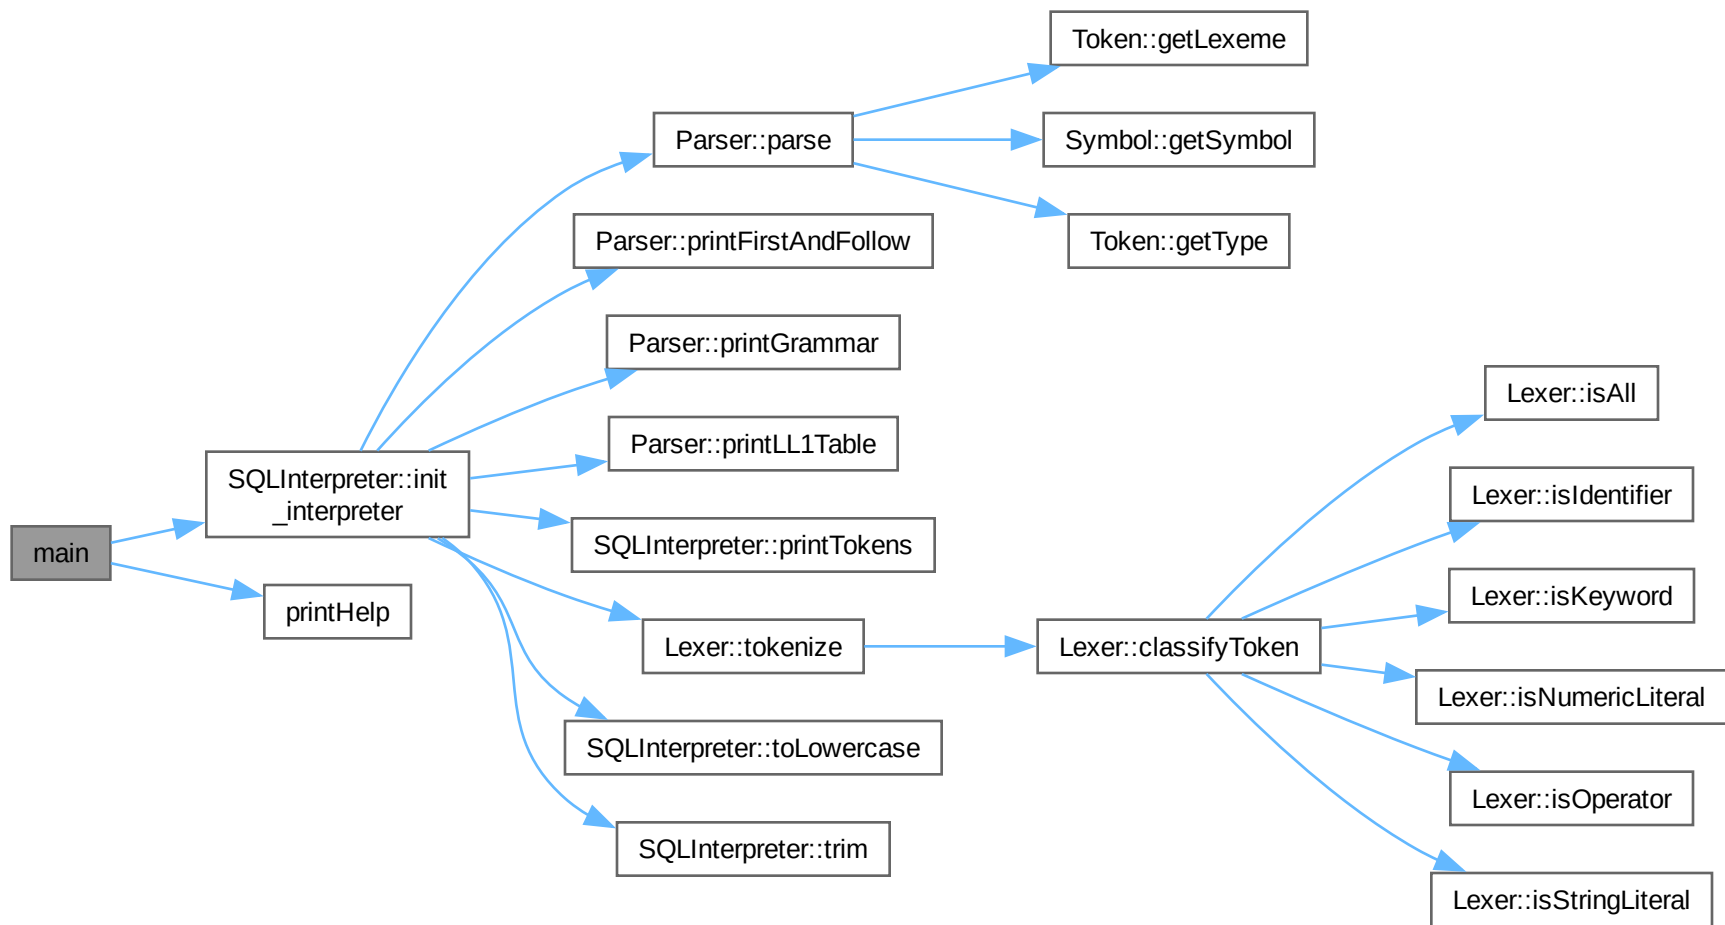 Token::getLexeme
Parser::parse
Symbol::getSymbol
Parser::printFirstAndFollow
Token::getType
Parser::printGrammar
Lexer::isAll
Parser::printLL1Table
SQLInterpreter::init
_interpreter
Lexer::isIdentifier
main
SQLInterpreter::printTokens
printHelp
Lexer::isKeyword
Lexer::tokenize
Lexer::classifyToken
Lexer::isNumericLiteral
SQLInterpreter::toLowercase
Lexer::isOperator
SQLInterpreter::trim
Lexer::isStringLiteral